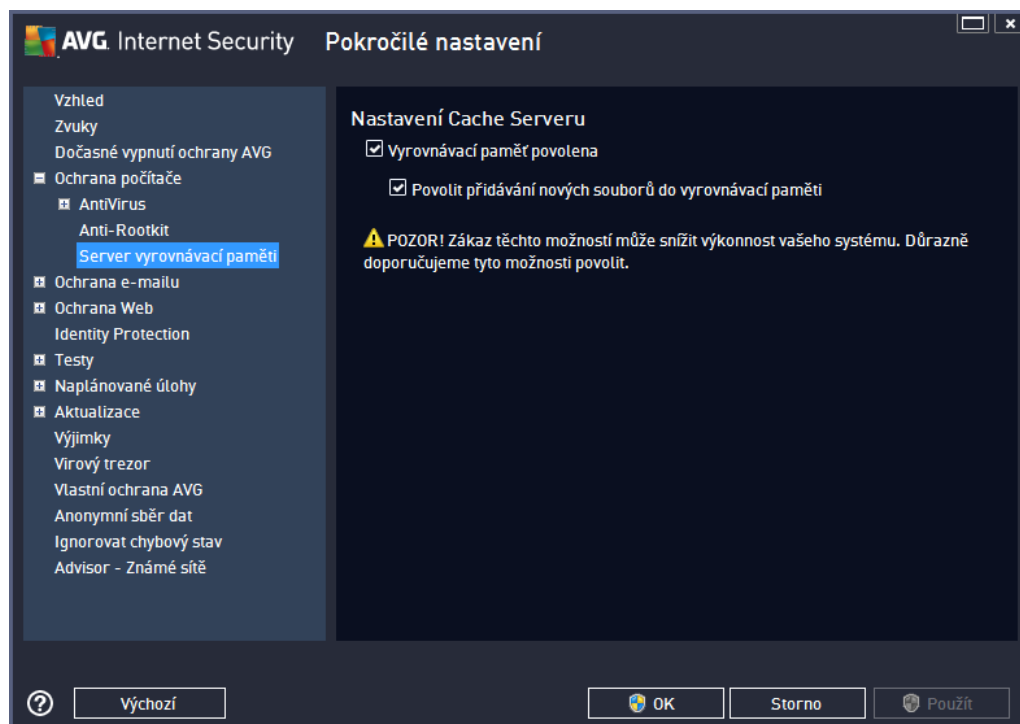 AVG. Internet Security Pokročilé nastavení
Vzhled
Zvuky
Dočasné vypnutí ochrany AVG
Ochrana počítače
AntiVirus
Anti-Rootkit
Server vyrovnávací paměti
Ochrana e-mailu
Ochrana Web
Identity Protection
Testy
Naplánované úlohy
Aktualizace
Výjimky
Virový trezor
Vlastní ochrana AVG
Anonymní sběr dat
Ignorovat chybový stav
Advisor - Známé sítě
Nastavení Cache Serveru
Vyrovnávací paměť povolena
Povolit přidávání nových souborů do vyrovnávací paměti
POZOR! Zákaz těchto možností může snížit výkonnost vašeho systému. Důrazně
doporučujeme tyto možnosti povolit.
Výchozí
OK
Storno
Použít